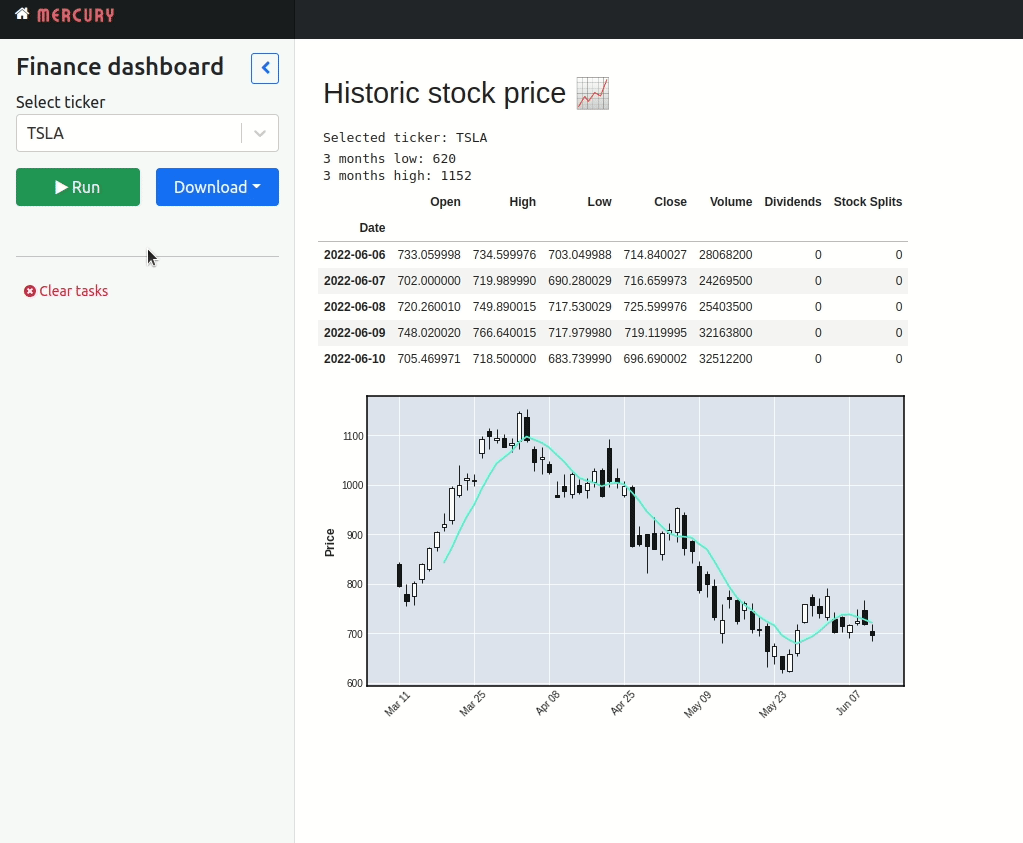 MERCURY
Finance dashboard
Select ticker
TSLA
Run
Download
Clear tasks
Historic stock price
Selected ticker: TSLA
3 months low: 620
3 months high: 1152
Open High Low Close Volume Dividends Stock Splits
Date
2022-06-06 733.059998 734.599976 703.049988 714.840027 28068200 0 0
2022-06-07 702.000000 719.989990 690.280029 716.659973 24269500 0 0
2022-06-08 720.260010 749.890015 717.530029 725.599976 25403500 0 0
2022-06-09 748.020020 766.640015 717.979980 719.119995 32163800 0 0
2022-06-10 705.469971 718.500000 683.739990 696.690002 32512200 0 0
1100
1000
900
800
700
600
Price
Mar 11 Mar 25 Apr 08 Apr 25 May 09 May 23 Jun 07